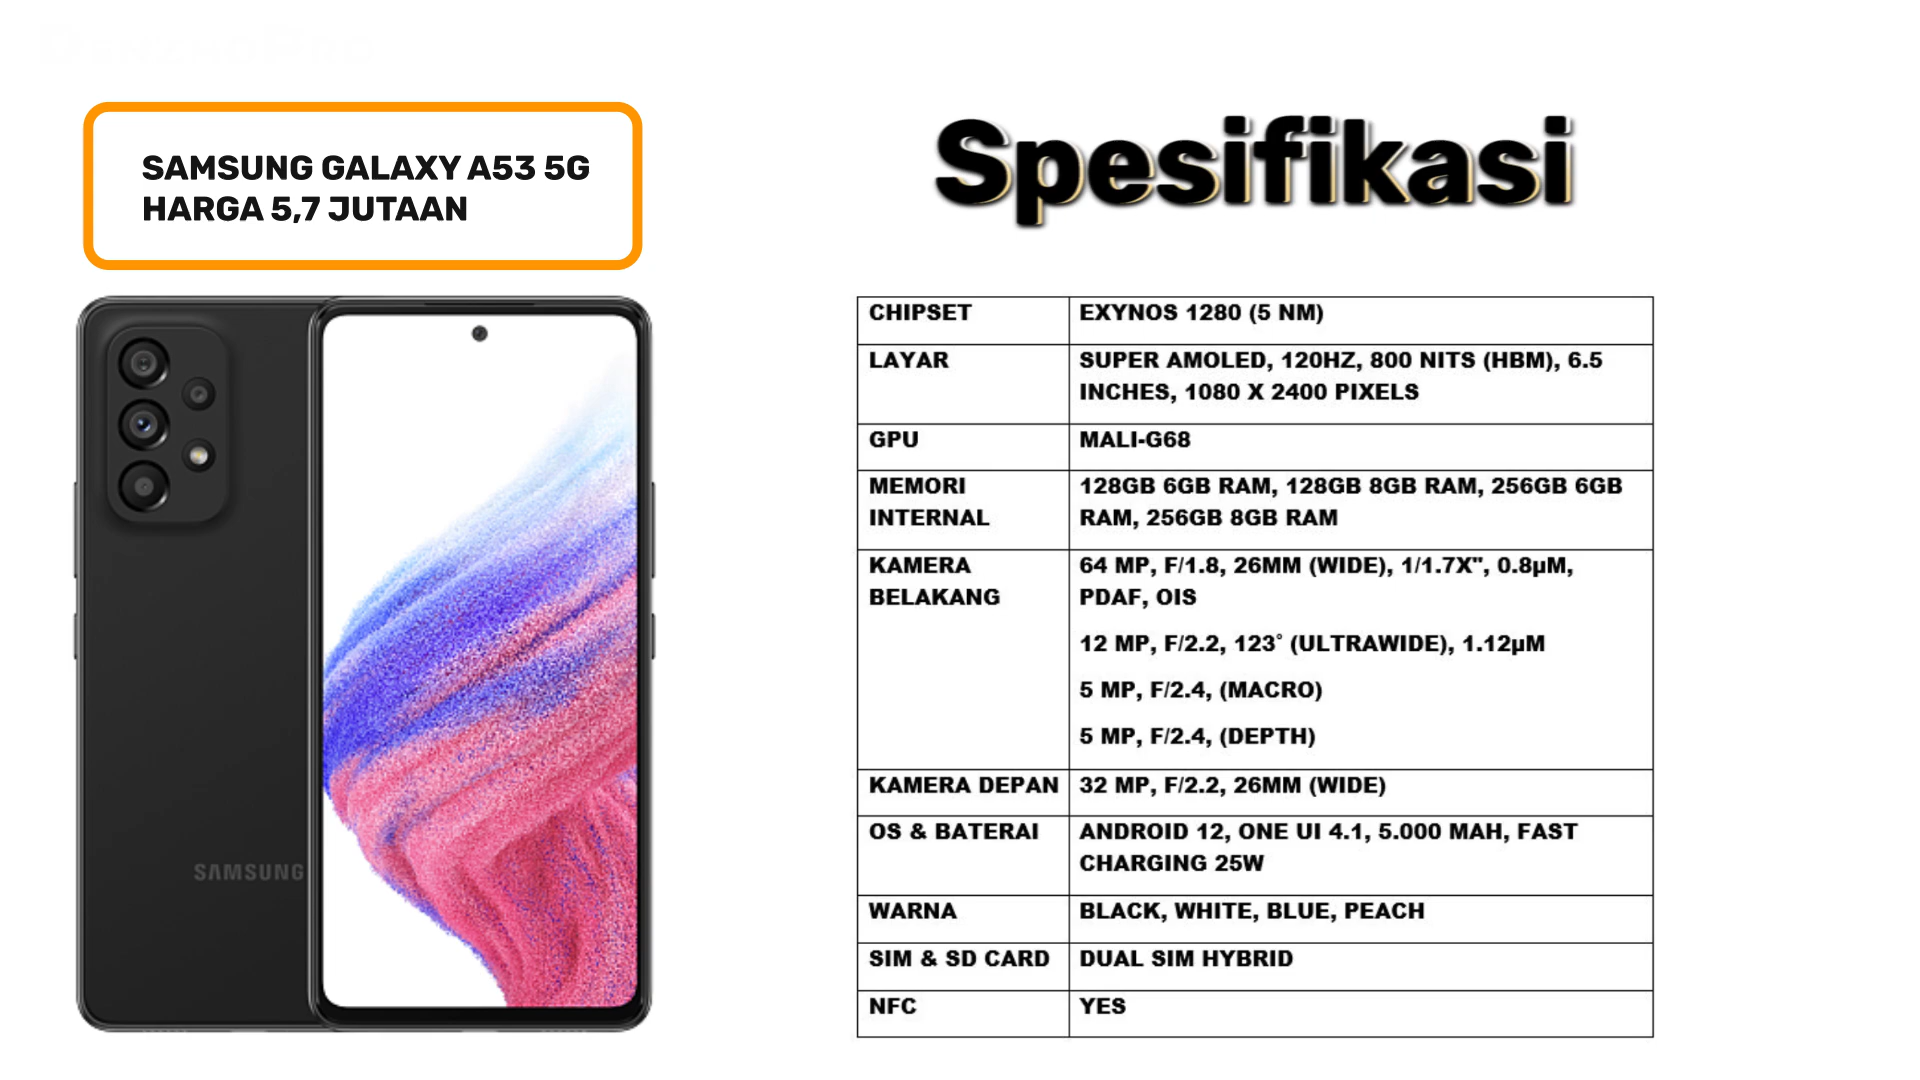 SAMSUNG GALAXY A53 5G
HARGA 5,7 JUTAAN
SAMSUNG
Spesifikasi
CHIPSET EXYNOS 1280 (5 NM)
LAYAR SUPER AMOLED, 120HZ, 800 NITS (HBM), 6.5
INCHES, 1080 X 2400 PIXELS
GPU MALI-G68
MEMORI 128GB 6GB RAM, 128GB 8GB RAM, 256GB 6GB
INTERNAL RAM, 256GB 8GB RAM
KAMERA 64 MP, F/1.8, 26MM (WIDE), 1/1.7X", 0.8µM,
BELAKANG PDAF, OIS
12 MP, F/2.2, 123˚ (ULTRAWIDE), 1.12µM
5 MP, F/2.4, (MACRO)
5 MP, F/2.4, (DEPTH)
KAMERA DEPAN 32 MP, F/2.2, 26MM (WIDE)
OS & BATERAI ANDROID 12, ONE UI 4.1, 5.000 MAH, FAST
CHARGING 25W
WARNA BLACK, WHITE, BLUE, PEACH
SIM & SD CARD DUAL SIM HYBRID
NFC YES